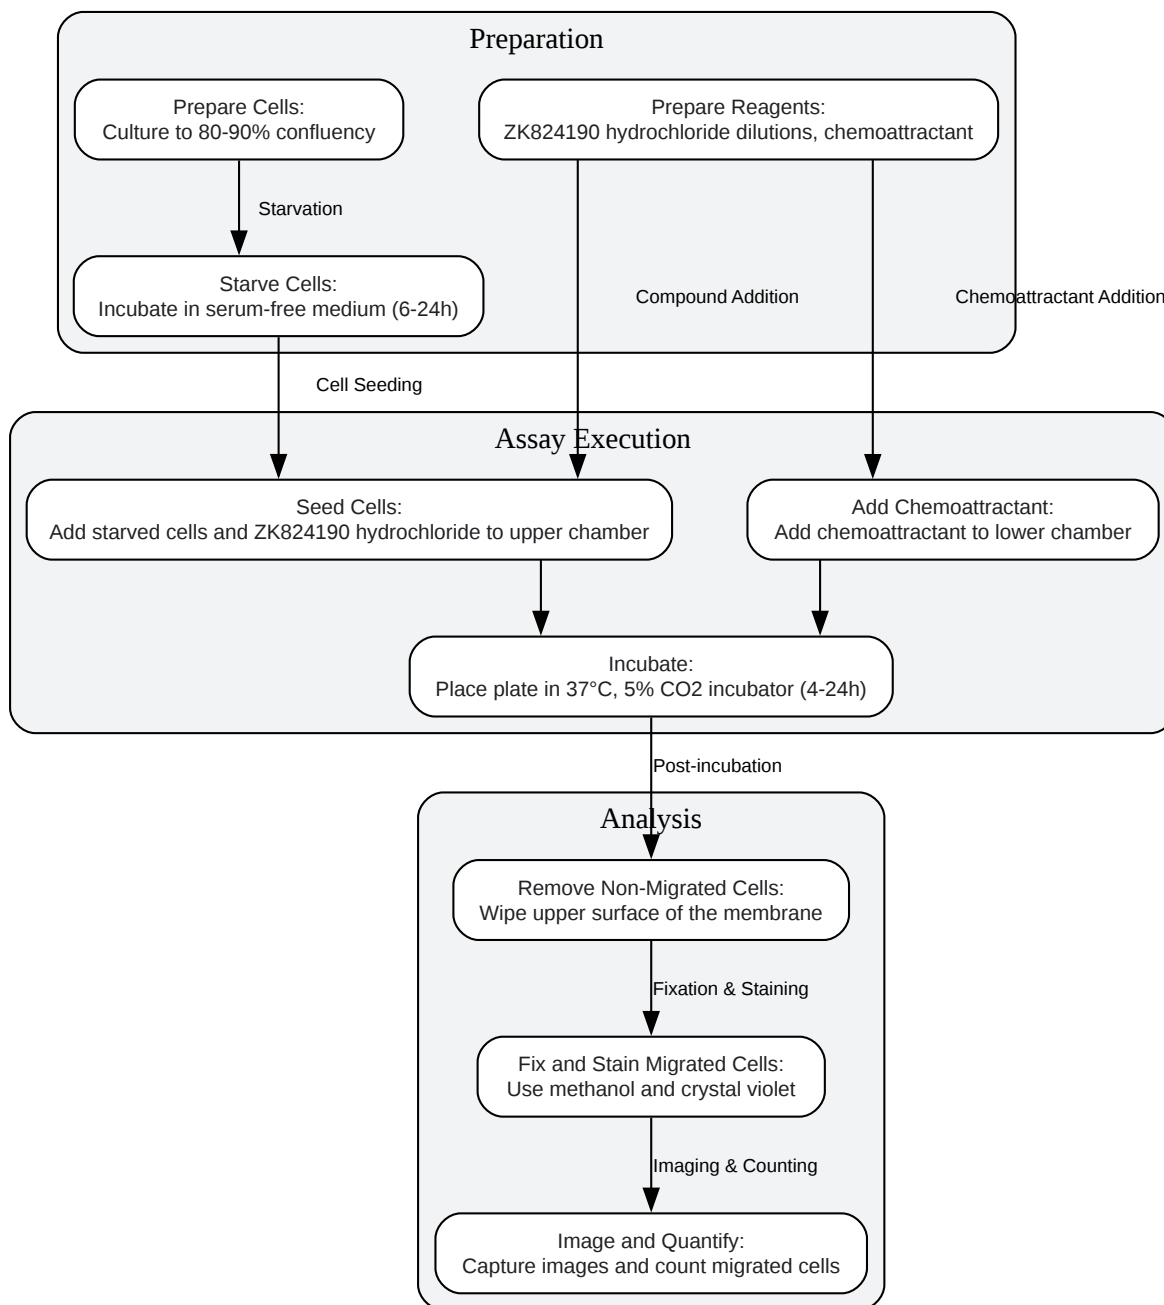 Preparation
Prepare Cells:
Culture to 80-90% confluency
Prepare Reagents:
ZK824190 hydrochloride dilutions, chemoattractant
Starvation
Starve Cells:
Incubate in serum-free medium (6-24h)
Compound Addition
Chemoattractant Addition
Cell Seeding
Assay Execution
Seed Cells:
Add starved cells and ZK824190 hydrochloride to upper chamber
Add Chemoattractant:
Add chemoattractant to lower chamber
Incubate:
Place plate in 37°C, 5% CO2 incubator (4-24h)
Post-incubation
Analysis
Remove Non-Migrated Cells:
Wipe upper surface of the membrane
Fixation & Staining
Fix and Stain Migrated Cells:
Use methanol and crystal violet
Imaging & Counting
Image and Quantify:
Capture images and count migrated cells